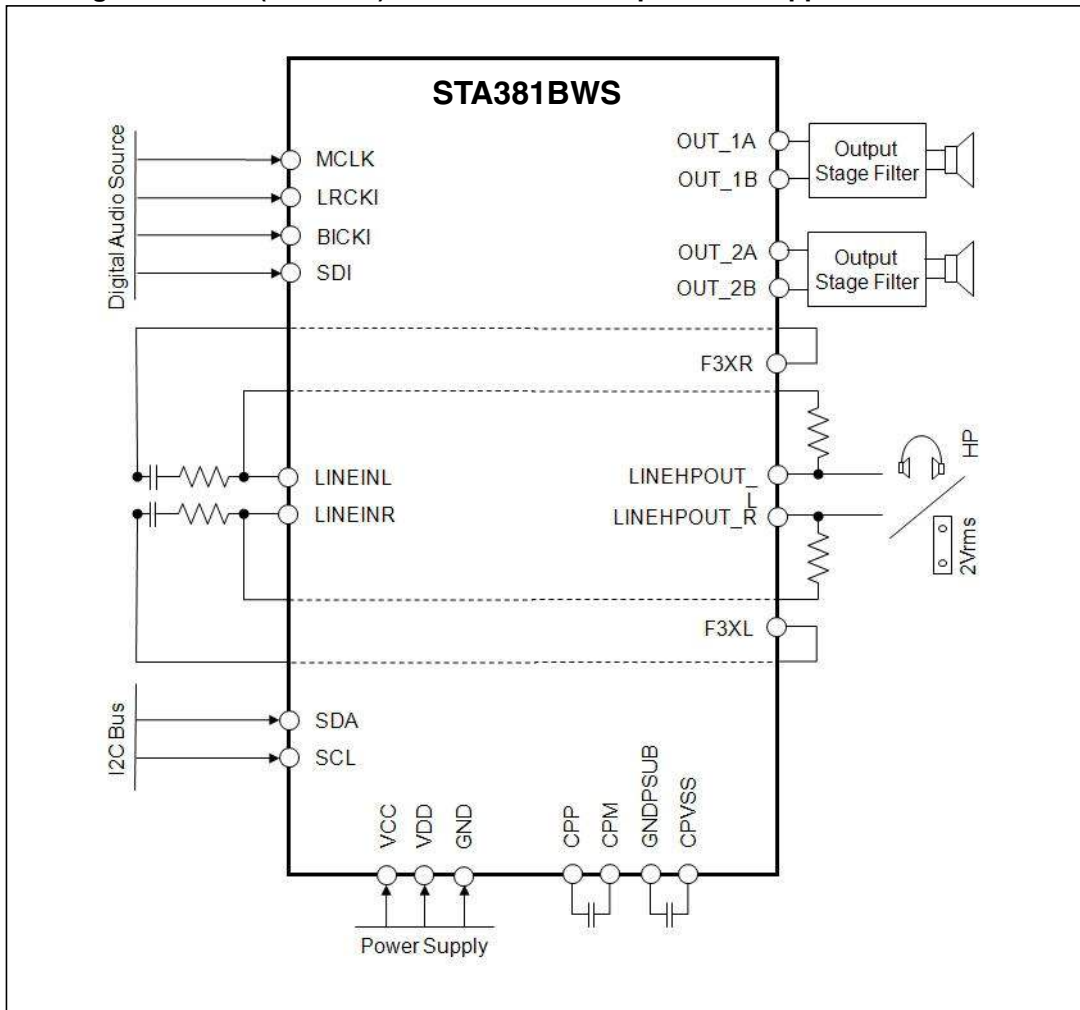 STA381BWS
Digital Audio Source
MCLK
LRCKI
BICKI
SDI
OUT_1A
OUT_1B
Output
Stage Filter
OUT_2A
OUT_2B
Output
Stage Filter
F3XR
LINEINL
LINEINR
LINEHPOUT_
L
LINEHPOUT_R
HP
2Vrms
F3XL
I2C Bus
SDA
SCL
VCC
VDD
GND
CPP
CPM
GNDPSUB
CPVSS
Power Supply